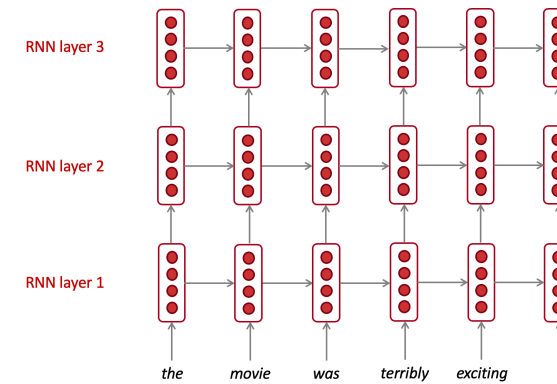 RNN layer 3
RNN layer 2
RNN layer 1
the movie was terribly exciting